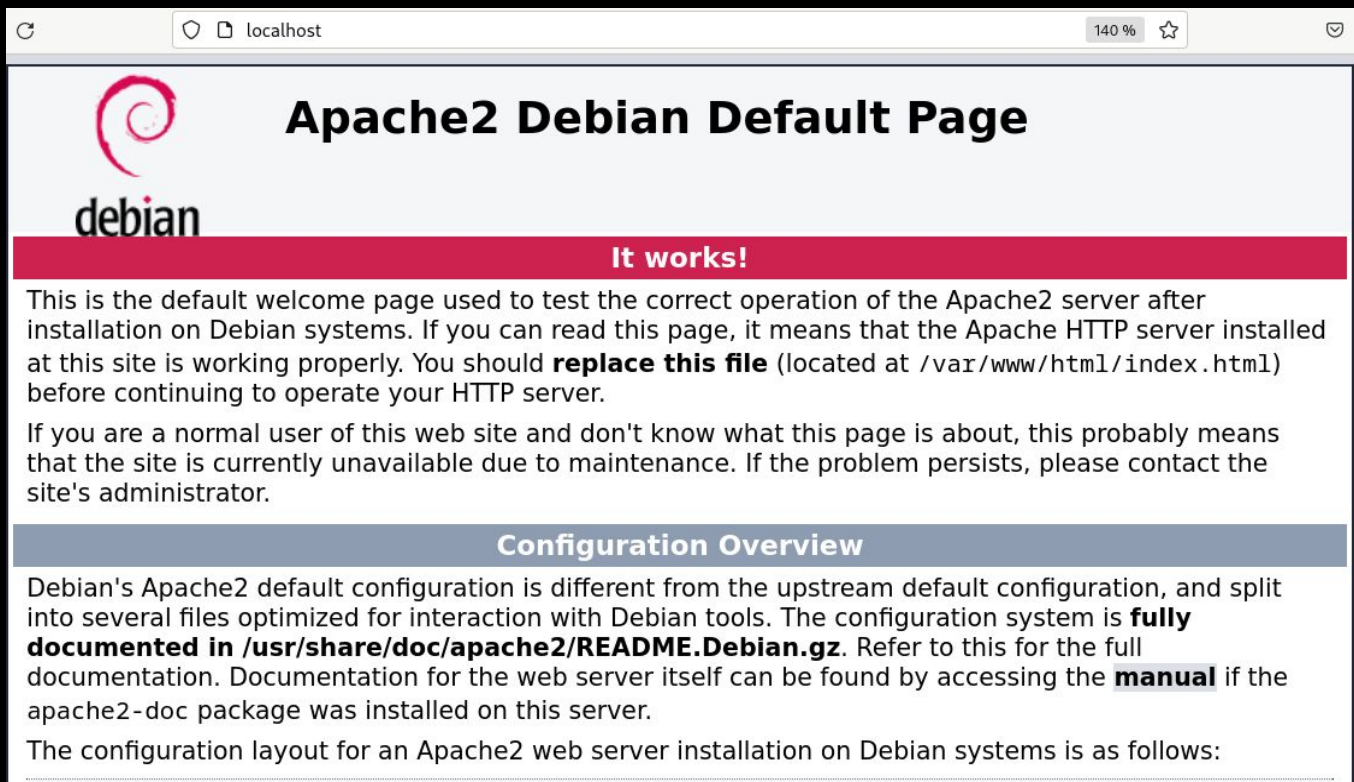 localhost
140 %
debian
Apache2 Debian Default Page
It works!
This is the default welcome page used to test the correct operation of the Apache2 server after
installation on Debian systems. If you can read this page, it means that the Apache HTTP server installed
at this site is working properly. You should replace this file (located at /var/www/html/index.html)
before continuing to operate your HTTP server.
If you are a normal user of this web site and don't know what this page is about, this probably means
that the site is currently unavailable due to maintenance. If the problem persists, please contact the
site's administrator.
Configuration Overview
Debian's Apache2 default configuration is different from the upstream default configuration, and split
into several files optimized for interaction with Debian tools. The configuration system is fully
documented in /usr/share/doc/apache2/README.Debian.gz. Refer to this for the full
documentation. Documentation for the web server itself can be found by accessing the manual if the
apache2-doc package was installed on this server.
The configuration layout for an Apache2 web server installation on Debian systems is as follows: